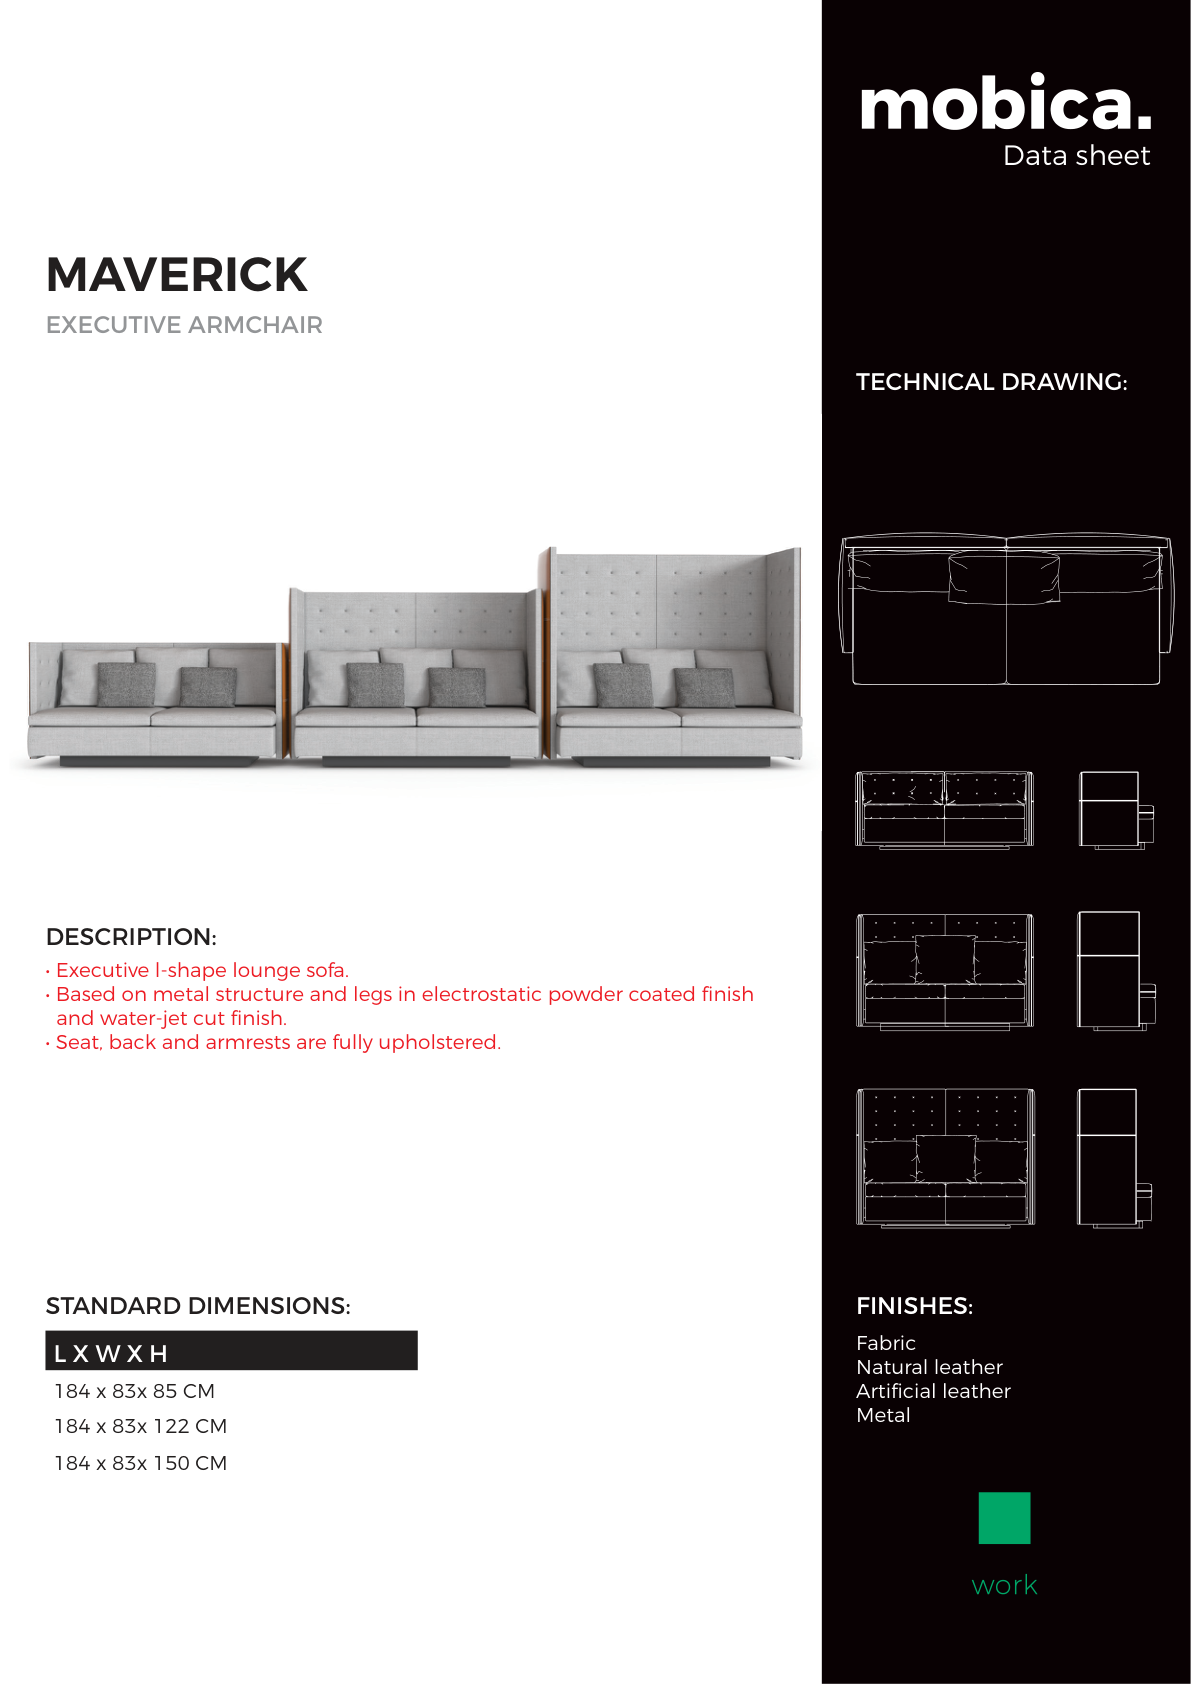 mobica.
Data sheet
MAVERICK
EXECUTIVE ARMCHAIR
TECHNICAL DRAWING:
DESCRIPTION:
• Executive l-shape lounge sofa.
• Based on metal structure and legs in electrostatic powder coated finish
and water-jet cut finish.
• Seat, back and armrests are fully upholstered.
STANDARD DIMENSIONS:
L X W X H
184 x 83x 85 CM
184 x 83x 122 CM
184 x 83x 150 CM
FINISHES:
Fabric
Natural leather
Artificial leather
Metal
work